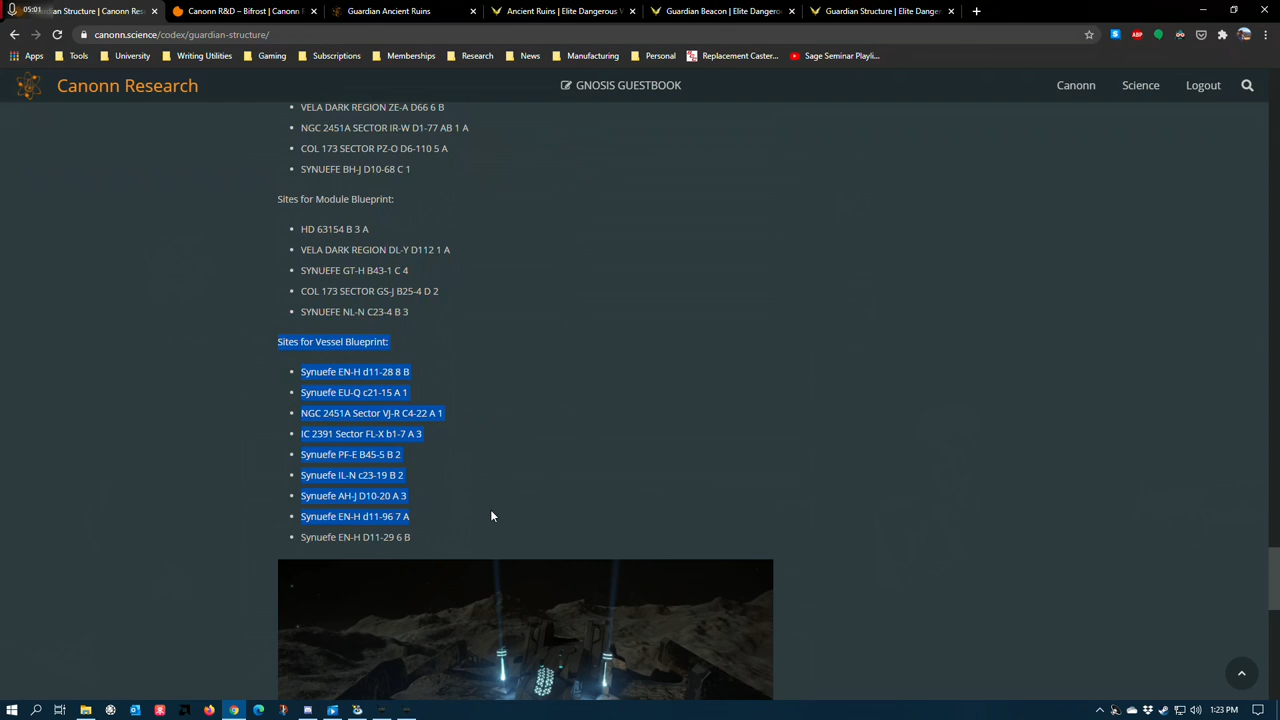 05:01
rdian Structure | Canonn Res
Canonn R&D – Bifrost | Canonn R
Guardian Ancient Ruins
Ancient Ruins | Elite Dangerous V
Guardian Beacon | Elite Dangerou
Guardian Structure | Elite Danger
canonn.science/codex/guardian-structure/
Apps
Tools
University
Writing Utilities
Gaming
Subscriptions
Memberships
Research
News
Manufacturing
Personal
Replacement Caster...
Sage Seminar Playli...
Canonn Research
GNOSIS GUESTBOOK
Canonn
Science
Logout
VELA DARK REGION ZE-A D66 6 B
NGC 2451A SECTOR IR-W D1-77 AB 1 A
COL 173 SECTOR PZ-O D6-110 5 A
SYNUEFE BH-J D10-68 C 1
Sites for Module Blueprint:
HD 63154 B 3 A
VELA DARK REGION DL-Y D112 1 A
SYNUEFE GT-H B43-1 C 4
COL 173 SECTOR GS-J B25-4 D 2
SYNUEFE NL-N C23-4 B 3
Sites for Vessel Blueprint:
Synuefe EN-H d11-28 8 B
Synuefe EU-Q c21-15 A 1
NGC 2451A Sector VJ-R C4-22 A 1
IC 2391 Sector FL-X b1-7 A 3
Synuefe PF-E B45-5 B 2
Synuefe IL-N c23-19 B 2
Synuefe AH-J D10-20 A 3
Synuefe EN-H d11-96 7 A
Synuefe EN-H D11-29 6 B
1:23 PM